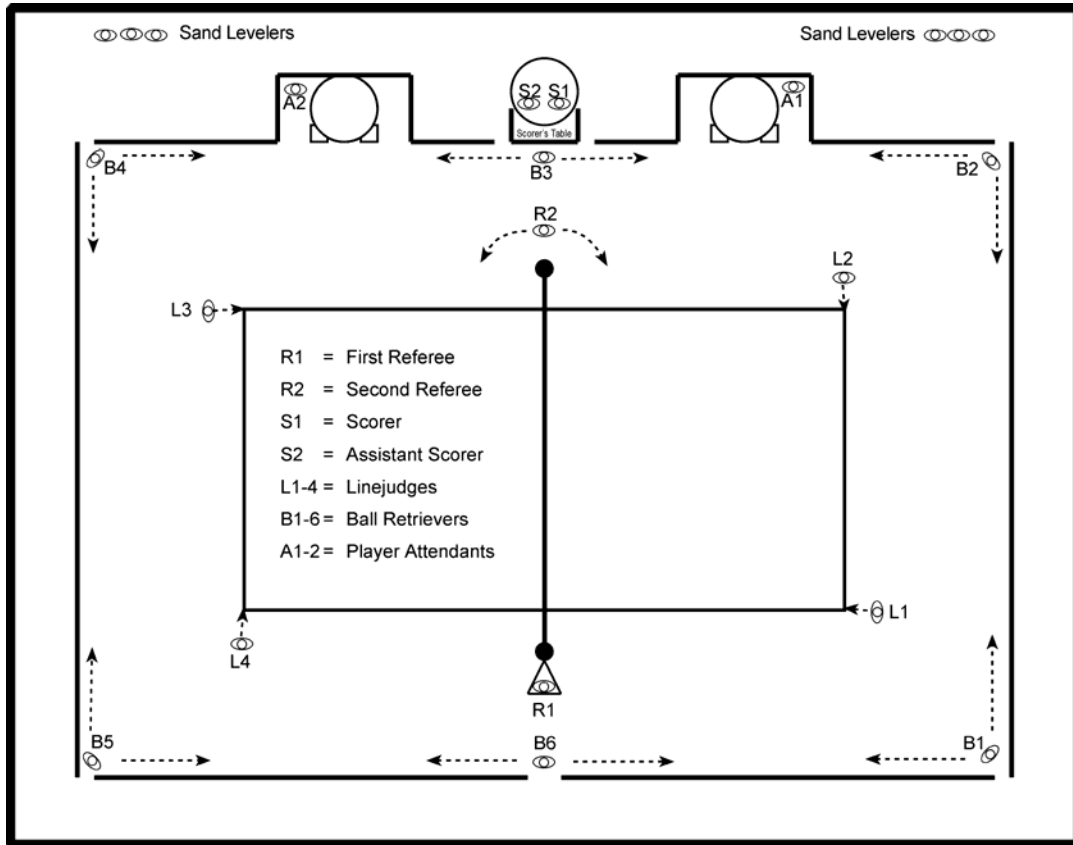 Sand Levelers
Sand Levelers
A2
S2 S1
A1
Scorer's Table
B4
B3
B2
R2
L2
L3
R1 = First Referee
R2 = Second Referee
S1 = Scorer
S2 = Assistant Scorer
L1-4 = Linejudges
B1-6 = Ball Retrievers
A1-2 = Player Attendants
L1
L4
R1
B5
B6
B1